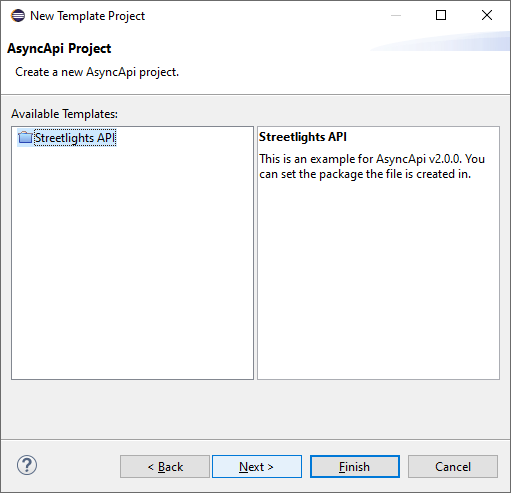 New Template Project
AsyncApi Project
Create a new AsyncApi project.
Available Templates:
Streetlights API
Streetlights API
This is an example for AsyncApi v2.0.0. You
can set the package the file is created in.
< Back
Next >
Finish
Cancel